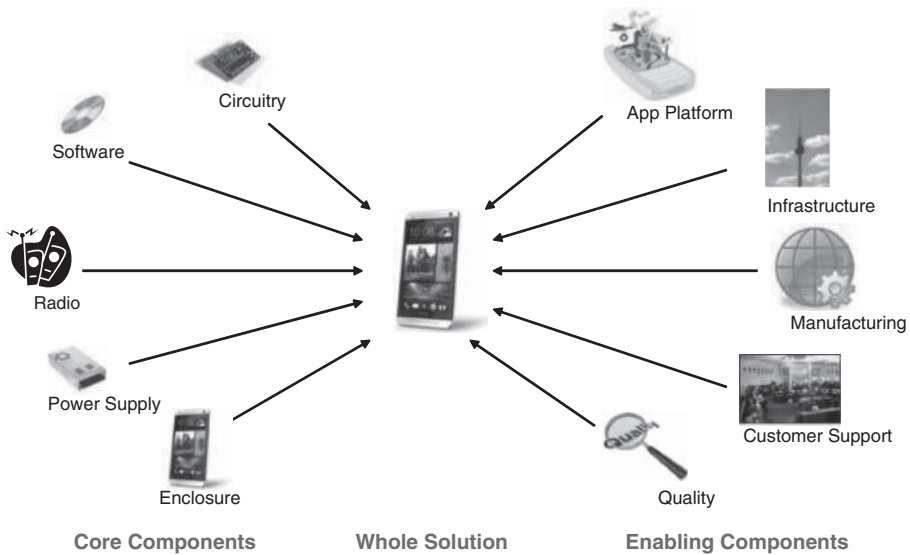 Circuitry
App Platform
Software
Infrastructure
Radio
Manufacturing
Power Supply
Customer Support
Enclosure
Quality
Quality
Core Components
Whole Solution
Enabling Components